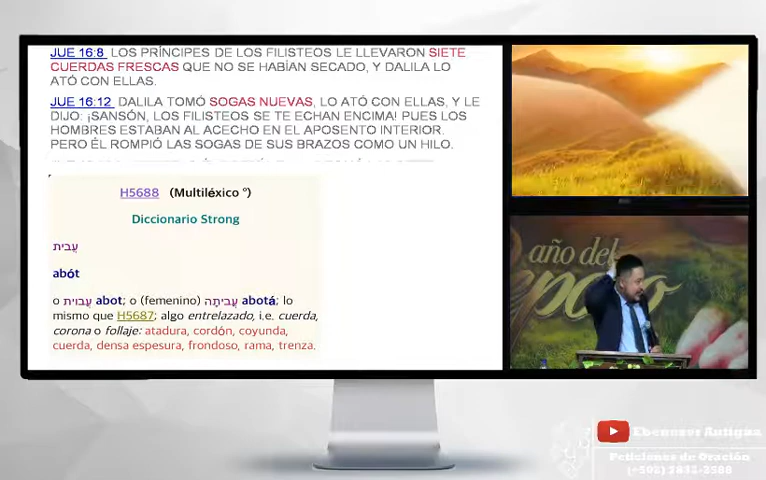 JUE 16:8 LOS PRÍNCIPES DE LOS FILISTEOS LE LLEVARON SIETE
CUERDAS FRESCAS QUE NO SE HABÍAN SECADO, Y DALILA LO
ATÓ CON ELLAS.
JUE 16:12 DALILA TOMÓ SOGAS NUEVAS, LO ATÓ CON ELLAS, Y LE
DIJO: ¡SANSÓN, LOS FILISTEOS SE TE ECHAN ENCIMA! PUES LOS
HOMBRES ESTABAN AL ACECHO EN EL APOSENTO INTERIOR.
PERO ÉL ROMPIÓ LAS SOGAS DE SUS BRAZOS COMO UN HILO.
H5688 (Multiléxico °)
Diccionario Strong
עֲבֹית
abót
o עֲבוֹית abot; o (femenino) עֲבֹיתָה abotá; lo
mismo que H5687; algo entrelazado, i.e. cuerda,
corona o follaje: atadura, cordón, coyunda,
cuerda, densa espesura, frondoso, rama, trenza.
año del
Ebenezer Antigua
Peticiones de Oración